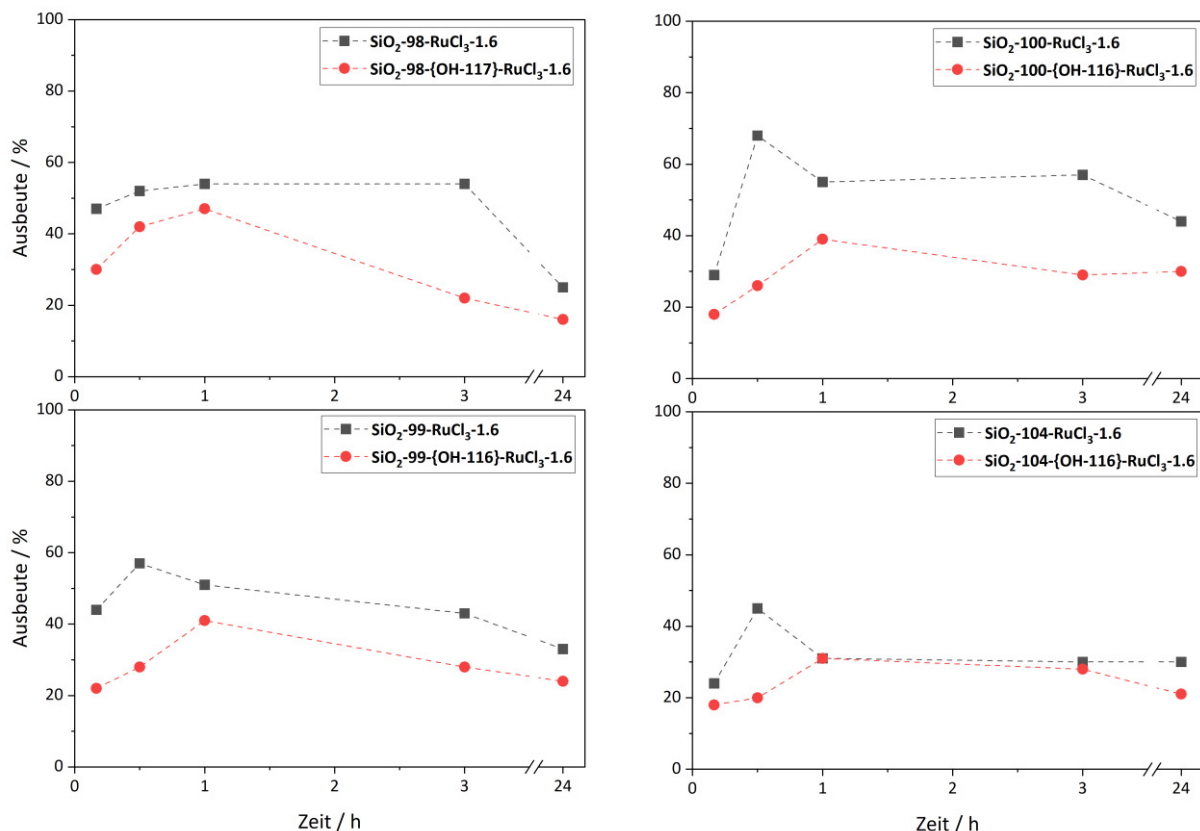 100
80
60
40
20
0
Ausbeute / %
SiO₂-98-RuCl₃-1.6
SiO₂-98-{OH-117}-RuCl₃-1.6
0 1 2 3 24
100
80
60
40
20
0
SiO₂-100-RuCl₃-1.6
SiO₂-100-{OH-116}-RuCl₃-1.6
0 1 2 3 24
100
80
60
40
20
0
Ausbeute / %
SiO₂-99-RuCl₃-1.6
SiO₂-99-{OH-116}-RuCl₃-1.6
0 1 2 3 24
Zeit / h
100
80
60
40
20
0
SiO₂-104-RuCl₃-1.6
SiO₂-104-{OH-116}-RuCl₃-1.6
0 1 2 3 24
Zeit / h